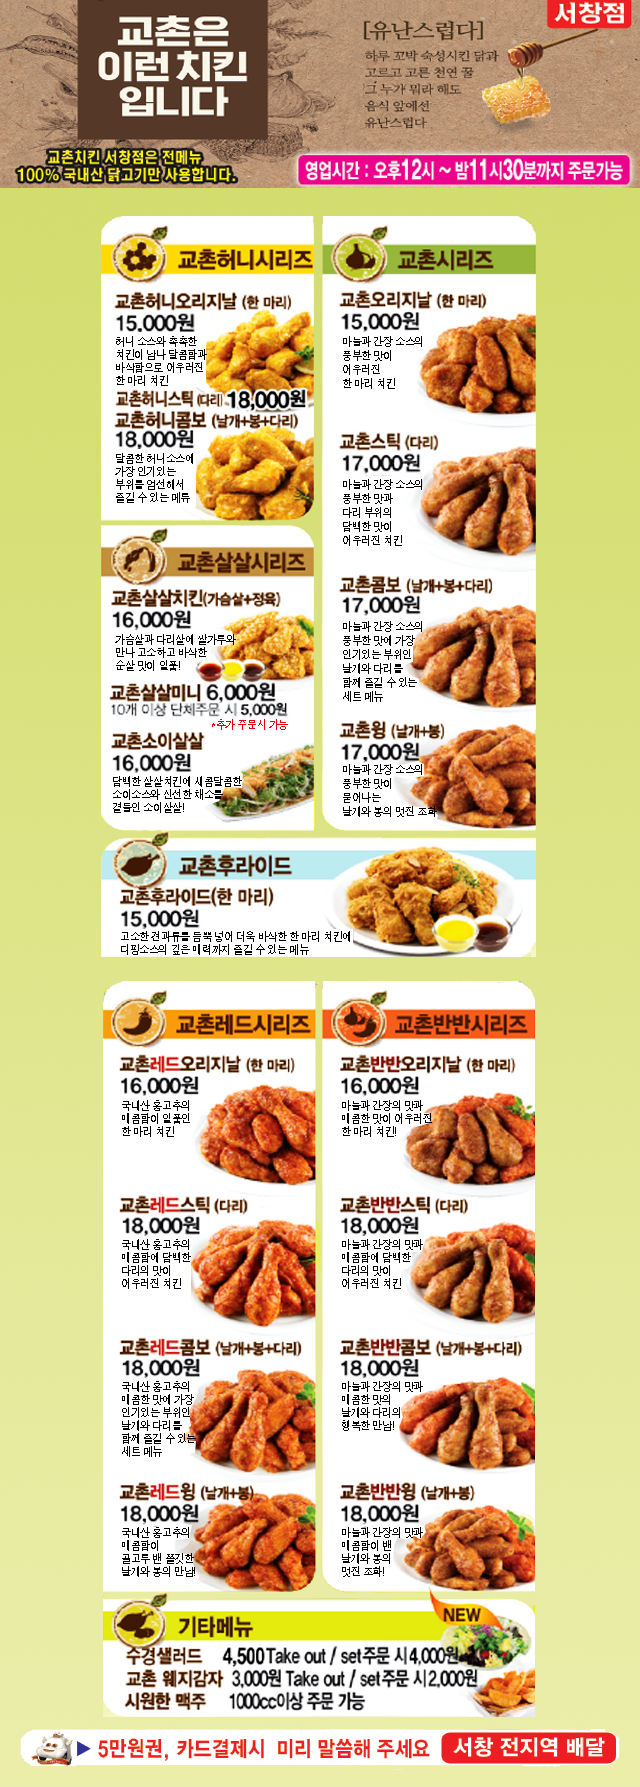 교촌은
이런 치킨
입니다
[유난스럽다]
하루 꼬박 숙성시킨 닭과
고르고 고른 천연 꿀
그 누가 뭐라 해도
음식 앞에선
유난스럽다
서창점
교촌치킨 서창점은 전메뉴
100% 국내산 닭고기만 사용합니다.
영업시간 : 오후12시 ~ 밤11시30분까지 주문가능
교촌허니시리즈
교촌허니오리지날 (한 마리)
15,000원
허니 소스와 촉촉한
치킨이 만나 달콤함과
바삭함으로 어우러진
한 마리 치킨
교촌허니스틱 (다리) 18,000원
교촌허니콤보 (날개+봉+다리)
18,000원
달콤한 허니소스에
가장 인기있는
부위를 엄선해서
즐길 수 있는 메뉴
교촌살살시리즈
교촌살살치킨(가슴살+정육)
16,000원
가슴살과 다리살에 쌀가루와
만나 고소하고 바삭한
순살 맛이 일품!
교촌살살미니 6,000원
10개 이상 단체주문 시 5,000원
*추가 주문시 가능
교촌소이살살
16,000원
담백한 살살치킨에 새콤달콤한
소이소스와 신선한 채소를
곁들인 소이살살!
교촌시리즈
교촌오리지날 (한 마리)
15,000원
마늘과 간장 소스의
풍부한 맛이
어우러진
한 마리 치킨
교촌스틱 (다리)
17,000원
마늘과 간장 소스의
풍부한 맛과
다리 부위의
담백한 맛이
어우러진 치킨
교촌콤보 (날개+봉+다리)
17,000원
마늘과 간장 소스의
풍부한 맛에 가장
인기있는 부위인
날개와 다리를
함께 즐길 수 있는
세트 메뉴
교촌윙 (날개+봉)
17,000원
마늘과 간장 소스의
풍부한 맛이
묻어나는
날개와 봉의 멋진 조화
교촌후라이드
교촌후라이드(한 마리)
15,000원
고소한 견과류를 듬뿍 넣어 더욱 바삭한 한 마리 치킨에
디핑소스의 깊은 매력까지 즐길 수 있는 메뉴
교촌레드시리즈
교촌레드오리지날 (한 마리)
16,000원
국내산 홍고추의
매콤함이 일품인
한 마리 치킨
교촌레드스틱 (다리)
18,000원
국내산 홍고추의
매콤함에 담백한
다리의 맛이
어우러진 치킨
교촌레드콤보 (날개+봉+다리)
18,000원
국내산 홍고추의
매콤한 맛에 가장
인기있는 부위인
날개와 다리를
함께 즐길 수 있는
세트 메뉴
교촌레드윙 (날개+봉)
18,000원
국내산 홍고추의
매콤함이
골고루 밴 쫄깃한
날개와 봉의 만남!
교촌반반시리즈
교촌반반오리지날 (한 마리)
16,000원
마늘과 간장의 맛과
매콤한 맛이 어우러진
한 마리 치킨!
교촌반반스틱 (다리)
18,000원
마늘과 간장의 맛과
매콤함에 담백한
다리의 맛이
어우러진 치킨
교촌반반콤보 (날개+봉+다리)
18,000원
마늘과 간장의 맛과
매콤한 맛의
날개와 다리의
행복한 만남!
교촌반반윙 (날개+봉)
18,000원
마늘과 간장의 맛과
매콤함이 밴
날개와 봉의
멋진 조화!
기타메뉴
NEW
수경샐러드 4,500 Take out / set주문 시4,000원
교촌 웨지감자 3,000원 Take out / set주문 시2,000원
시원한 맥주 1000cc이상 주문 가능
5만원권, 카드결제시 미리 말씀해 주세요
서창 전지역 배달